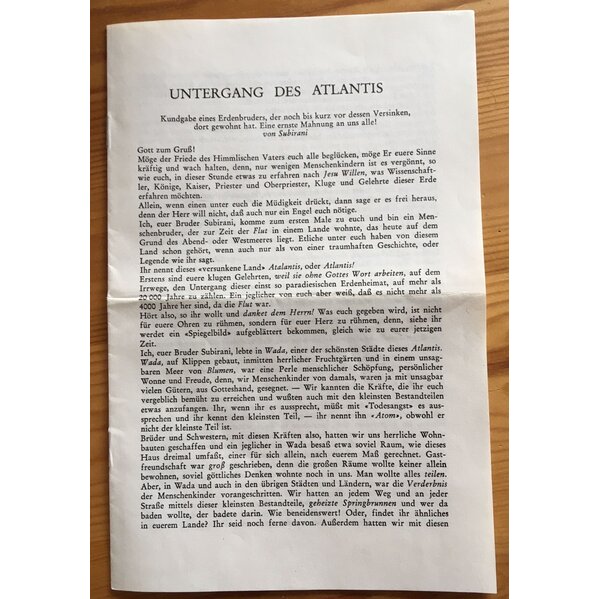 UNTERGANG DES ATLANTIS
Kundgabe eines Erdenbruders, der noch bis kurz vor dessen Versinken,
dort gewohnt hat. Eine ernste Mahnung an uns alle!
von Subirani
Gott zum Gruß!
Möge der Friede des Himmlischen Vaters euch alle beglücken, möge Er euere Sinne
kräftig und wach halten, denn, nur wenigen Menschenkindern ist es vergönnt, so
wie euch, in dieser Stunde etwas zu erfahren nach Jesu Willen, was Wissenschaft-
ler, Könige, Kaiser, Priester und Oberpriester, Kluge und Gelehrte dieser Erde
erfahren möchten.
Allein, wenn einen unter euch die Müdigkeit drückt, dann sage er es frei heraus,
denn der Herr will nicht, daß auch nur ein Engel euch nötige.
Ich, euer Bruder Subirani, komme zum ersten Male zu euch und bin ein Men-
schenbruder, der zur Zeit der Flut in einem Lande wohnte, das heute auf dem
Grund des Abend- oder Westmeeres liegt. Etliche unter euch haben von diesem
Land schon gehört, wenn auch nur als von einer traumhaften Geschichte, oder
Legende wie ihr sagt.
Ihr nennt dieses «versunkene Land» Atalantis, oder Atlantis!
Erstens sind euere klugen Gelehrten, weil sie ohne Gottes Wort arbeiten, auf dem
Irrwege, den Untergang dieser einst so paradiesischen Erdenheimat, auf mehr als
20 000 Jahre zu zählen. Ein jeglicher von euch aber weiß, daß es nicht mehr als
4000 Jahre her sind, da die Flut war.
Hört also, so ihr wollt und danket dem Herrn! Was euch gegeben wird, ist nicht
für euere Ohren zu rühmen, sondern für euer Herz zu rühmen, denn, siehe ihr
werdet ein «Spiegelbild» aufgeblättert bekommen, gleich wie zu eurer jetzigen
Zeit.
Ich, euer Bruder Subirani, lebte in Wada, einer der schönsten Städte dieses Atlantis.
Wada, auf Klippen gebaut, inmitten herrlicher Fruchtgärten und in einem unsag-
baren Meer von Blumen, war eine Perle menschlicher Schöpfung, persönlicher
Wonne und Freude, denn, wir Menschenkinder von damals, waren ja mit unsagbar
vielen Gütern, aus Gotteshand, gesegnet. — Wir kannten die Kräfte, die ihr euch
vergeblich bemüht zu erreichen und wußten auch mit den kleinsten Bestandteilen
etwas anzufangen. Ihr, wenn ihr es aussprecht, müßt mit «Todesangst» es aus-
sprechen und ihr kennt den kleinsten Teil, — ihr nennt ihn «Atom», obwohl er
nicht der kleinste Teil ist.
Brüder und Schwestern, mit diesen Kräften also, hatten wir uns herrliche Wohn-
bauten geschaffen und ein jeglicher in Wada besaß etwa soviel Raum, wie dieses
Haus dreimal umfaßt, einer für sich allein, nach euerem Maß gerechnet. Gast-
freundschaft war groß geschrieben, denn die großen Räume wollte keiner allein
bewohnen, soviel göttliches Denken wohnte noch in uns. Man wollte alles teilen.
Aber, in Wada und auch in den übrigen Städten und Ländern, war die Verderbnis
der Menschenkinder vorangeschritten. Wir hatten an jedem Weg und an jeder
Straße mittels dieser kleinsten Bestandteile, geheizte Springbrunnen und wer da
baden wollte, der badete darin. Wie beneidenswert! Oder, findet ihr ähnliches
in euerem Lande? Ihr seid noch ferne davon. Außerdem hatten wir mit diesen